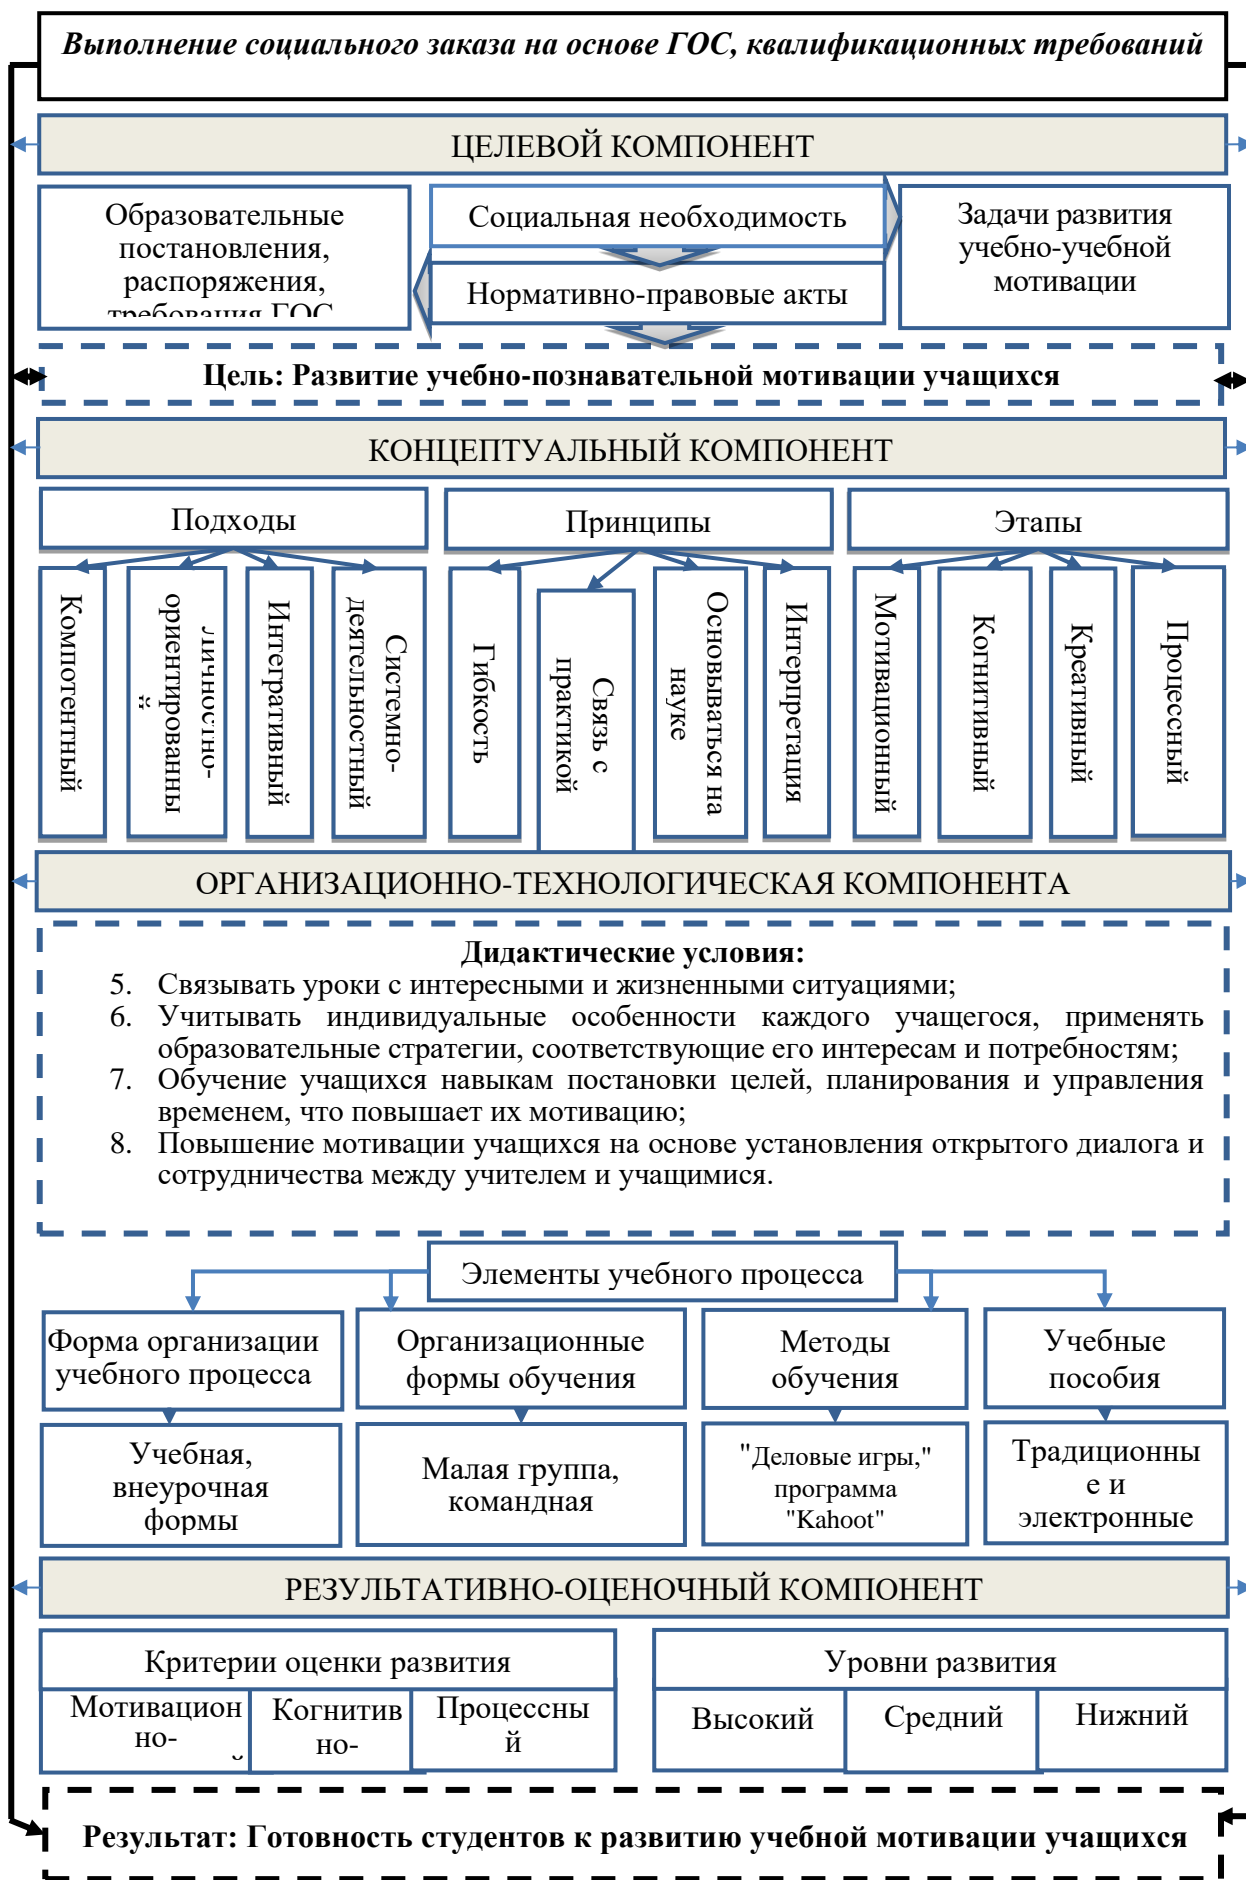 Выполнение социального заказа на основе ГОС, квалификационных требований
ЦЕЛЕВОЙ КОМПОНЕНТ
Образовательные
постановления,
распоряжения,
требования ГОС
Социальная необходимость
Нормативно-правовые акты
Задачи развития
учебно-учебной
мотивации
Цель: Развитие учебно-познавательной мотивации учащихся
КОНЦЕПТУАЛЬНЫЙ КОМПОНЕНТ
Подходы
Принципы
Этапы
Компотентный
личностно-
ориентированны
й
Интегративный
Системно-
деятельностный
Гибкость
Связь с
практикой
Основываться на
науке
Интерпретация
Мотивационный
Когнитивный
Креативный
Процессный
ОРГАНИЗАЦИОННО-ТЕХНОЛОГИЧЕСКАЯ КОМПОНЕНТА
Дидактические условия:
5. Связывать уроки с интересными и жизненными ситуациями;
6. Учитывать индивидуальные особенности каждого учащегося, применять
образовательные стратегии, соответствующие его интересам и потребностям;
7. Обучение учащихся навыкам постановки целей, планирования и управления
временем, что повышает их мотивацию;
8. Повышение мотивации учащихся на основе установления открытого диалога и
сотрудничества между учителем и учащимися.
Элементы учебного процесса
Форма организации
учебного процесса
Организационные
формы обучения
Методы
обучения
Учебные
пособия
Учебная,
внеурочная
формы
Малая группа,
командная
"Деловые игры,"
программа
"Kahoot"
Традиционны
е и
электронные
РЕЗУЛЬТАТИВНО-ОЦЕНОЧНЫЙ КОМПОНЕНТ
Критерии оценки развития
Уровни развития
Мотивацион
но-
Когнитив
но-
Процессны
й
Высокий
Средний
Нижний
Результат: Готовность студентов к развитию учебной мотивации учащихся